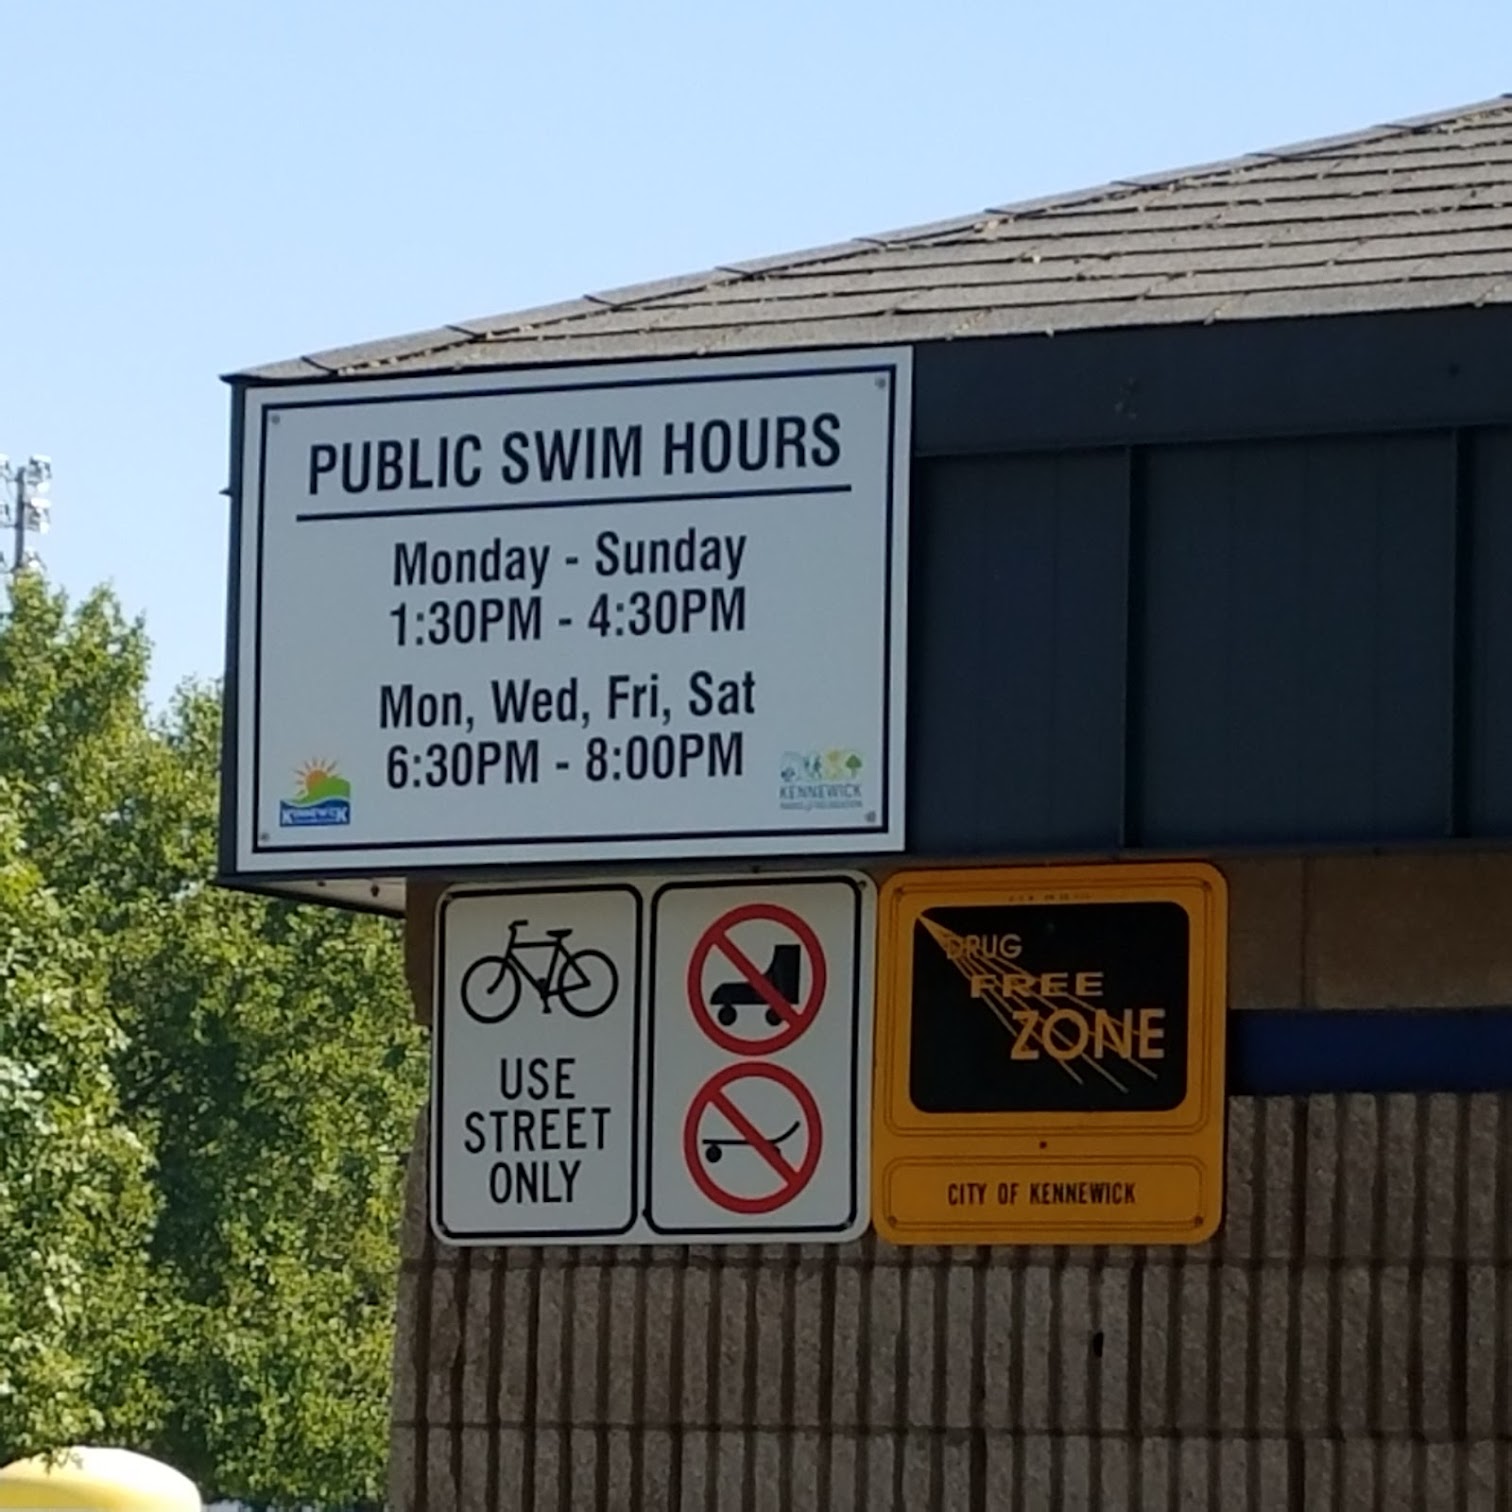 PUBLIC SWIM HOURS
Monday - Sunday
1:30PM - 4:30PM
Mon, Wed, Fri, Sat
6:30PM - 8:00PM
KENNEWICK
KENNEWICK
USE
STREET
ONLY
DRUG
FREE
ZONE
CITY OF KENNEWICK